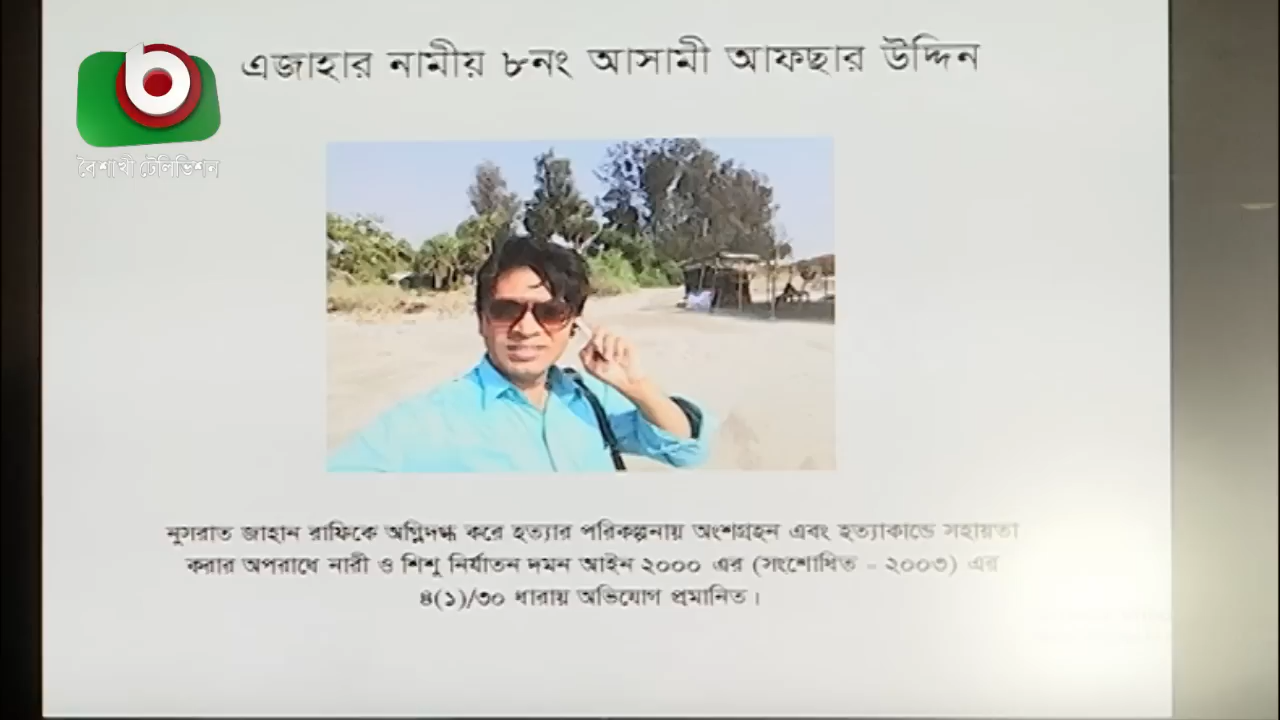 এজাহার নামীয় ৮নং আসামী আফছার উদ্দিন
বৈশাখী টেলিভিশন
নুসরাত জাহান রাফিকে অগ্নিদগ্ধ করে হত্যার পরিকল্পনায় অংশগ্রহন এবং হত্যাকান্ডে সহায়তা
করার অপরাধে নারী ও শিশু নির্যাতন দমন আইন ২০০০ এর (সংশোধিত - ২০০৩) এর
৪(১)/৩০ ধারায় অভিযোগ প্রমানিত।